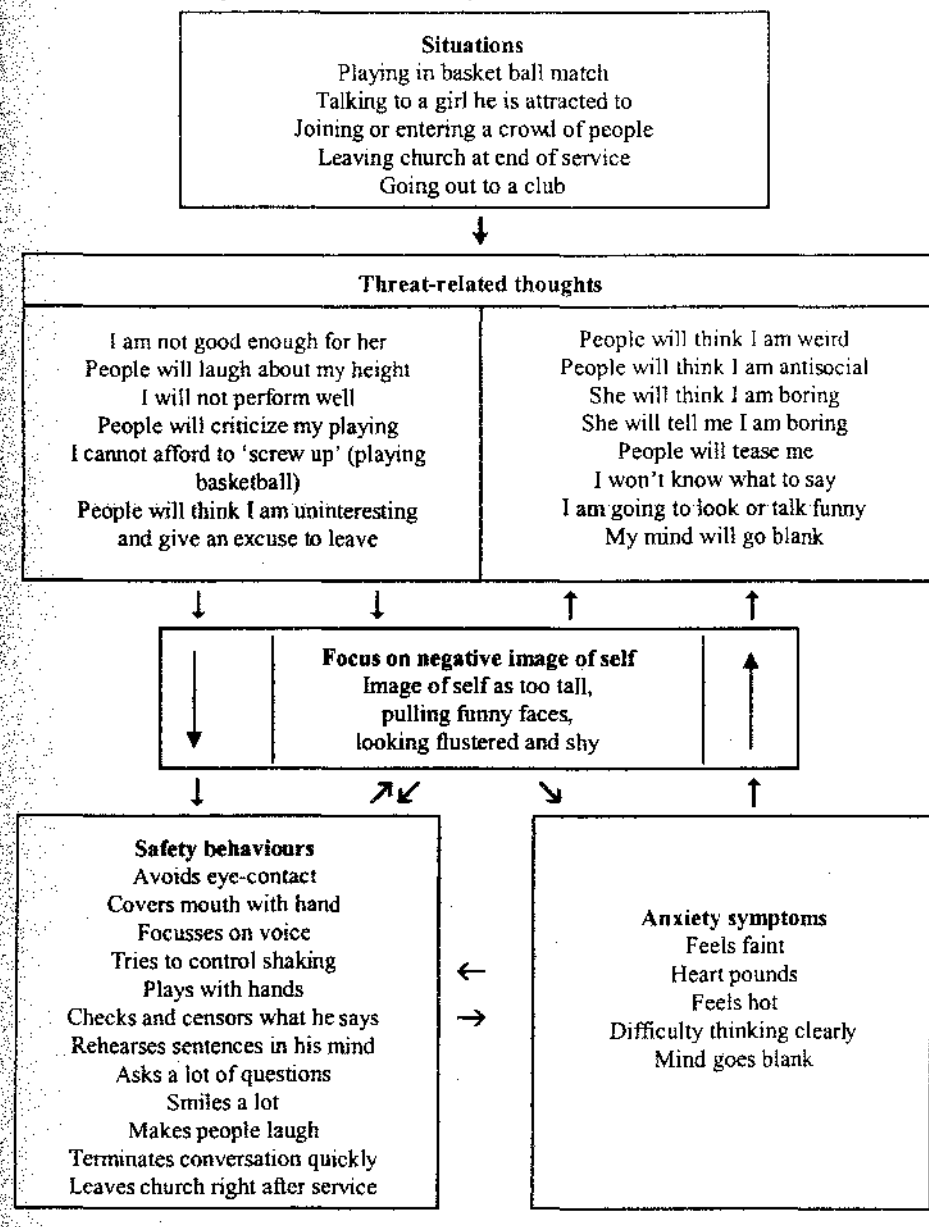 Situations
Playing in basket ball match
Talking to a girl he is attracted to
Joining or entering a crowd of people
Leaving church at end of service
Going out to a club
↓
Threat-related thoughts
I am not good enough for her
People will laugh about my height
I will not perform well
People will criticize my playing
I cannot afford to ‘screw up’ (playing
basketball)
People will think I am uninteresting
and give an excuse to leave
People will think I am weird
People will think I am antisocial
She will think I am boring
She will tell me I am boring
People will tease me
I won’t know what to say
I am going to look or talk funny
My mind will go blank
↓ ↓ ↑ ↑
Focus on negative image of self
Image of self as too tall,
pulling funny faces,
looking flustered and shy
↓ ↗↙ ↘ ↑
Safety behaviours
Avoids eye-contact
Covers mouth with hand
Focusses on voice
Tries to control shaking
Plays with hands
Checks and censors what he says
Rehearses sentences in his mind
Asks a lot of questions
Smiles a lot
Makes people laugh
Terminates conversation quickly
Leaves church right after service
←
→
Anxiety symptoms
Feels faint
Heart pounds
Feels hot
Difficulty thinking clearly
Mind goes blank